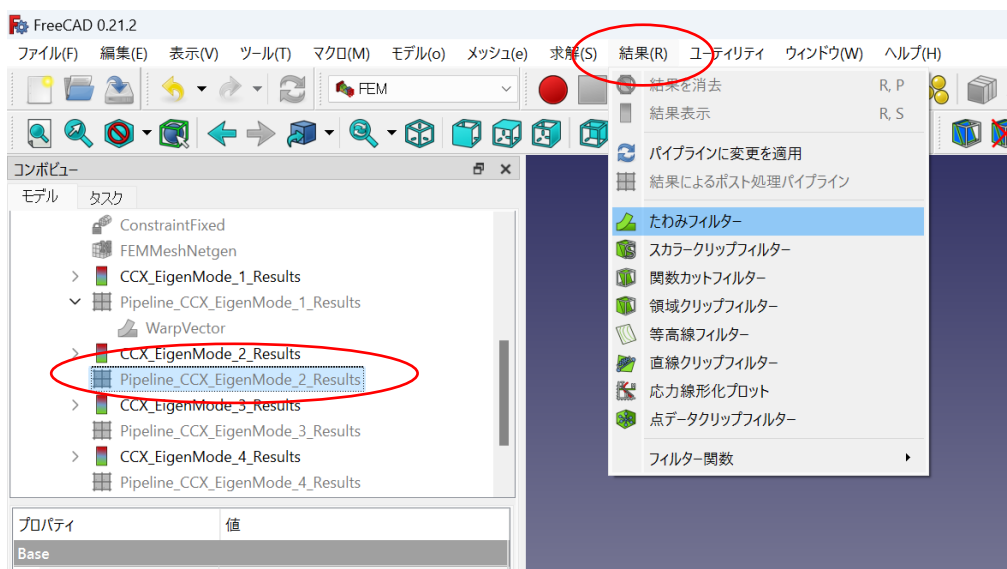 FreeCAD 0.21.2
ファイル(F) 編集(E) 表示(V) ツール(T) マクロ(M) モデル(o) メッシュ(e) 求解(S) 結果(R) ユーティリティ ウィンドウ(W) ヘルプ(H)
FEM
結果を消去 R, P
結果表示 R, S
パイプラインに変更を適用
結果によるポスト処理パイプライン
たわみフィルター
スカラークリップフィルター
関数カットフィルター
領域クリップフィルター
等高線フィルター
直線クリップフィルター
応力線形化プロット
点データクリップフィルター
フィルター関数
コンボビュー
モデル タスク
ConstraintFixed
FEMMeshNetgen
CCX_EigenMode_1_Results
Pipeline_CCX_EigenMode_1_Results
WarpVector
CCX_EigenMode_2_Results
Pipeline_CCX_EigenMode_2_Results
CCX_EigenMode_3_Results
Pipeline_CCX_EigenMode_3_Results
CCX_EigenMode_4_Results
Pipeline_CCX_EigenMode_4_Results
プロパティ 値
Base